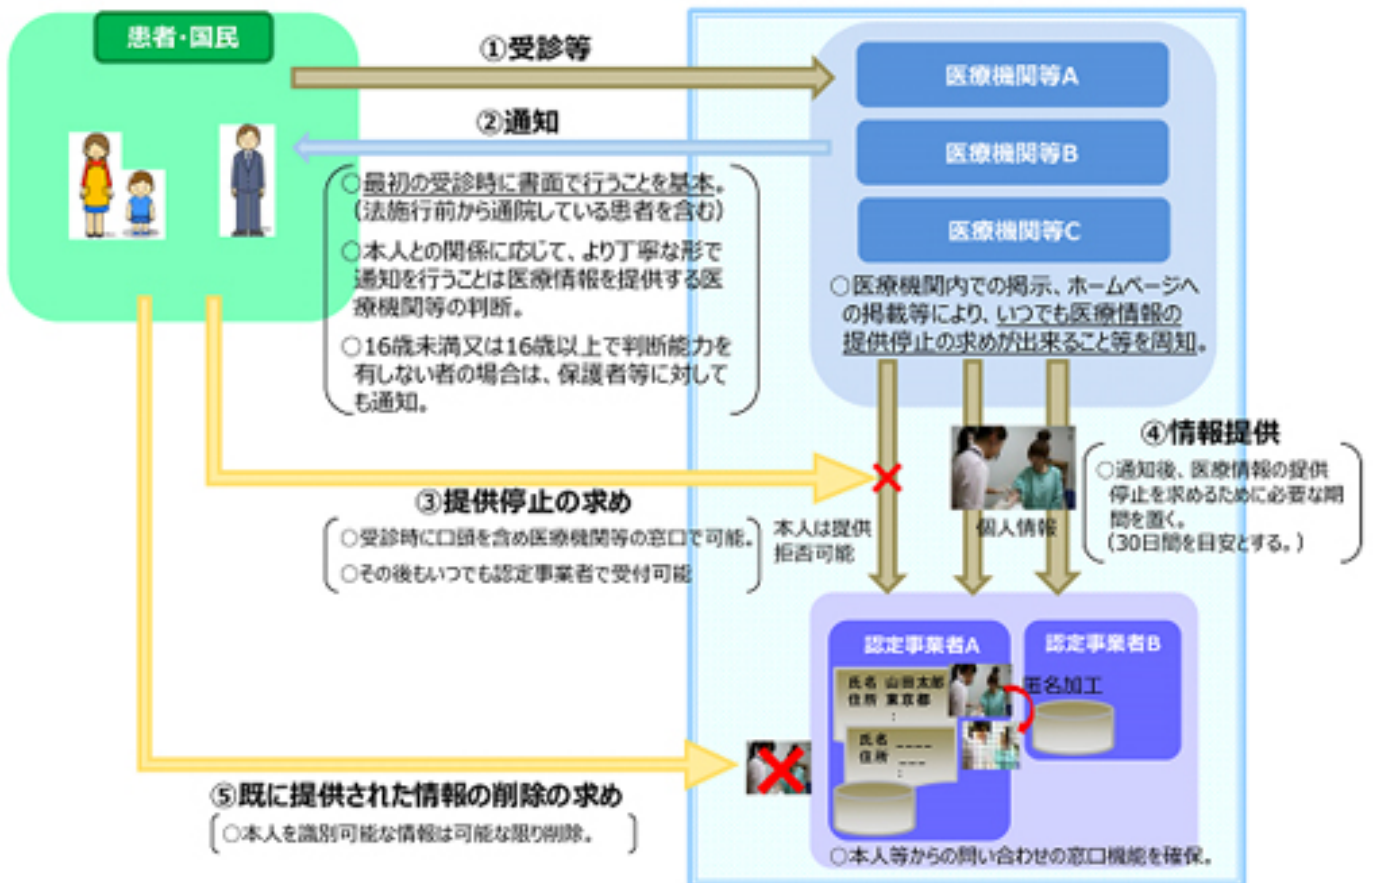 患者・国民
①受診等
②通知
○最初の受診時に書面で行うことを基本。
（法施行前から通院している患者を含む）
○本人との関係に応じて、より丁寧な形で
通知を行うことは医療情報を提供する医
療機関等の判断。
○16歳未満又は16歳以上で判断能力を
有しない者の場合は、保護者等に対して
も通知。
医療機関等A
医療機関等B
医療機関等C
○医療機関内での掲示、ホームページへ
の掲載等により、いつでも医療情報の
提供停止の求めが出来ること等を周知。
③提供停止の求め
○受診時に口頭を含め医療機関等の窓口で可能。
○その後もいつでも認定事業者で受付可能
本人は提供
拒否可能
個人情報
④情報提供
○通知後、医療情報の提供
停止を求めるために必要な期
間を置く。
（30日間を目安とする。）
認定事業者A
氏名 山田太郎
住所 東京都
:
氏名 ____
住所 ___
:
認定事業者B
匿名加工
⑤既に提供された情報の削除の求め
○本人を識別可能な情報は可能な限り削除。
○本人等からの問い合わせの窓口機能を確保。